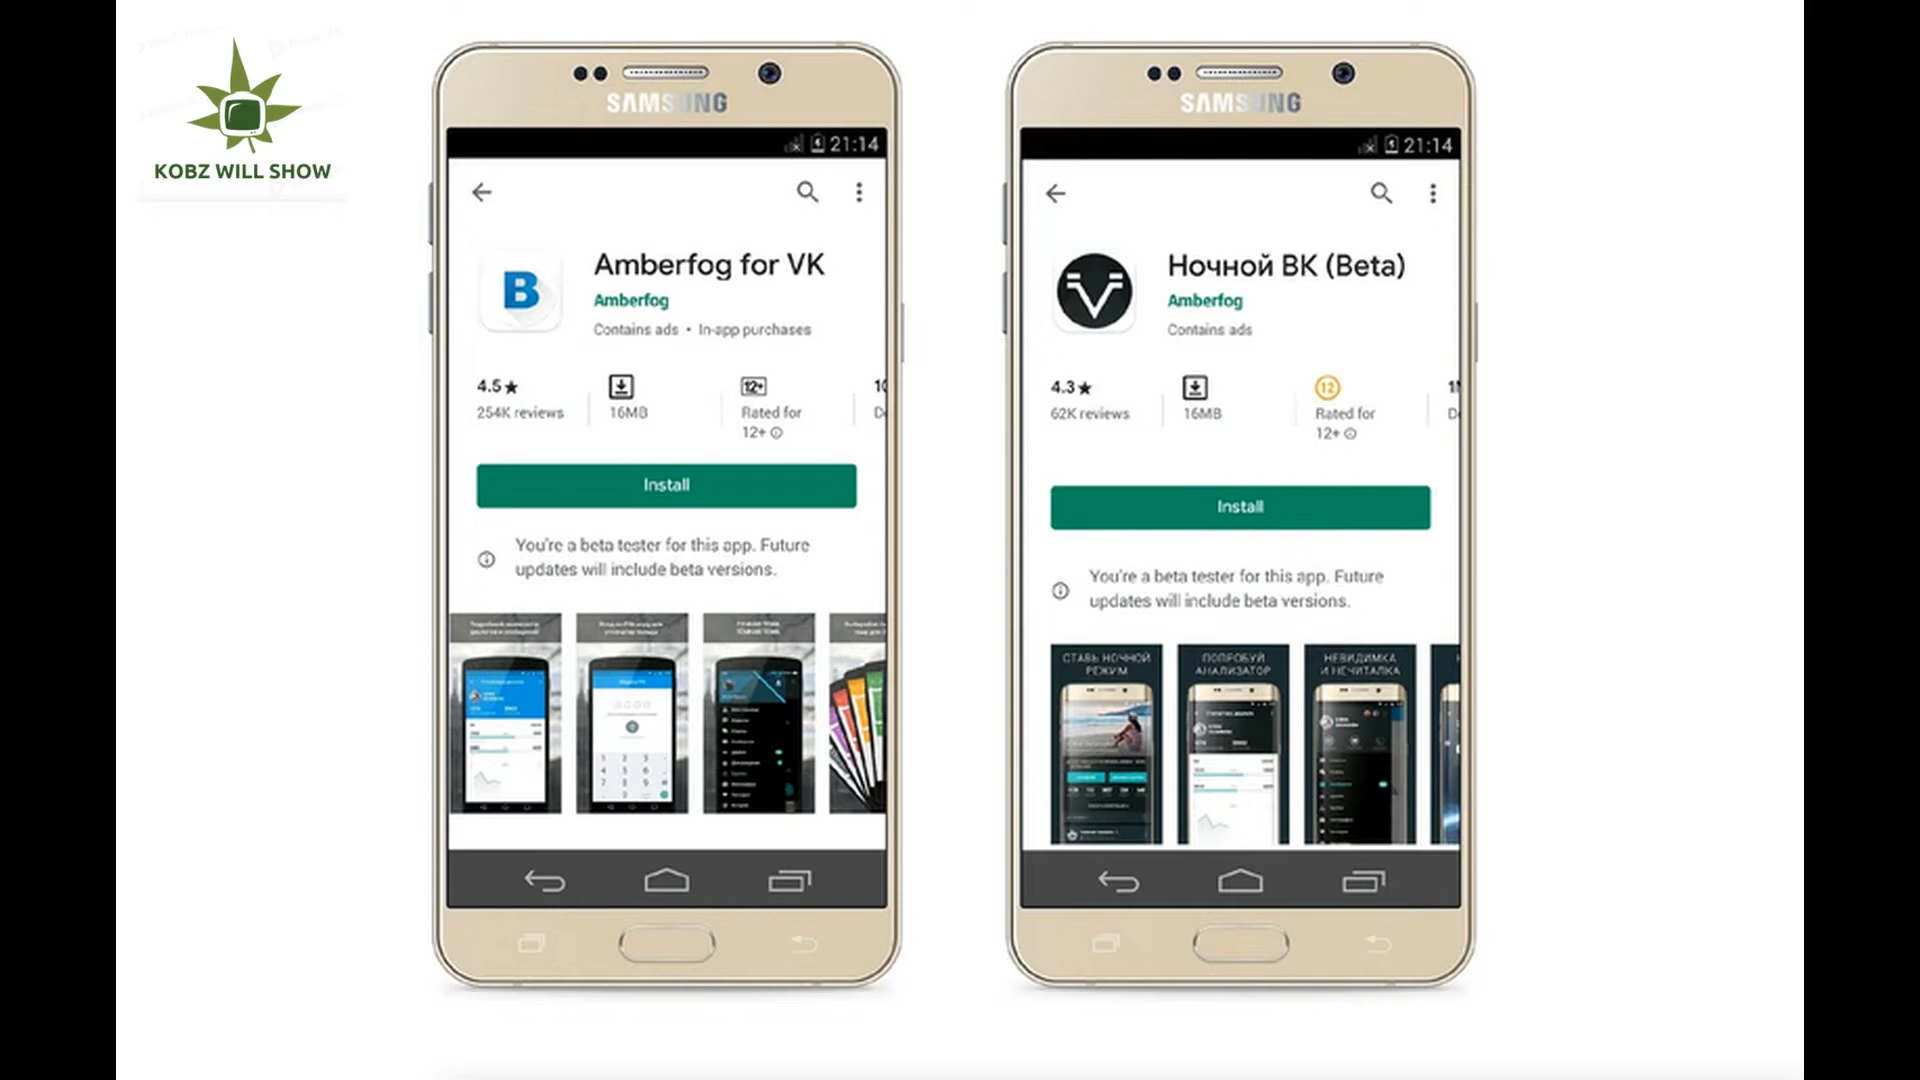 KOBZ WILL SHOW
SAMSUNG
21:14
Amberfog for VK
Amberfog
Contains ads • In-app purchases
4.5★
254K reviews
16MB
12+
Rated for
12+
Install
You're a beta tester for this app. Future
updates will include beta versions.
SAMSUNG
21:14
Ночной ВК (Beta)
Amberfog
Contains ads
4.3★
62K reviews
16MB
12
Rated for
12+
Install
You're a beta tester for this app. Future
updates will include beta versions.
СТАВЬ НОЧНОЙ
РЕЖИМ
ПОПРОБУЙ
АНАЛИЗАТОР
НЕВИДИМКА
И НЕЧИТАЛКА